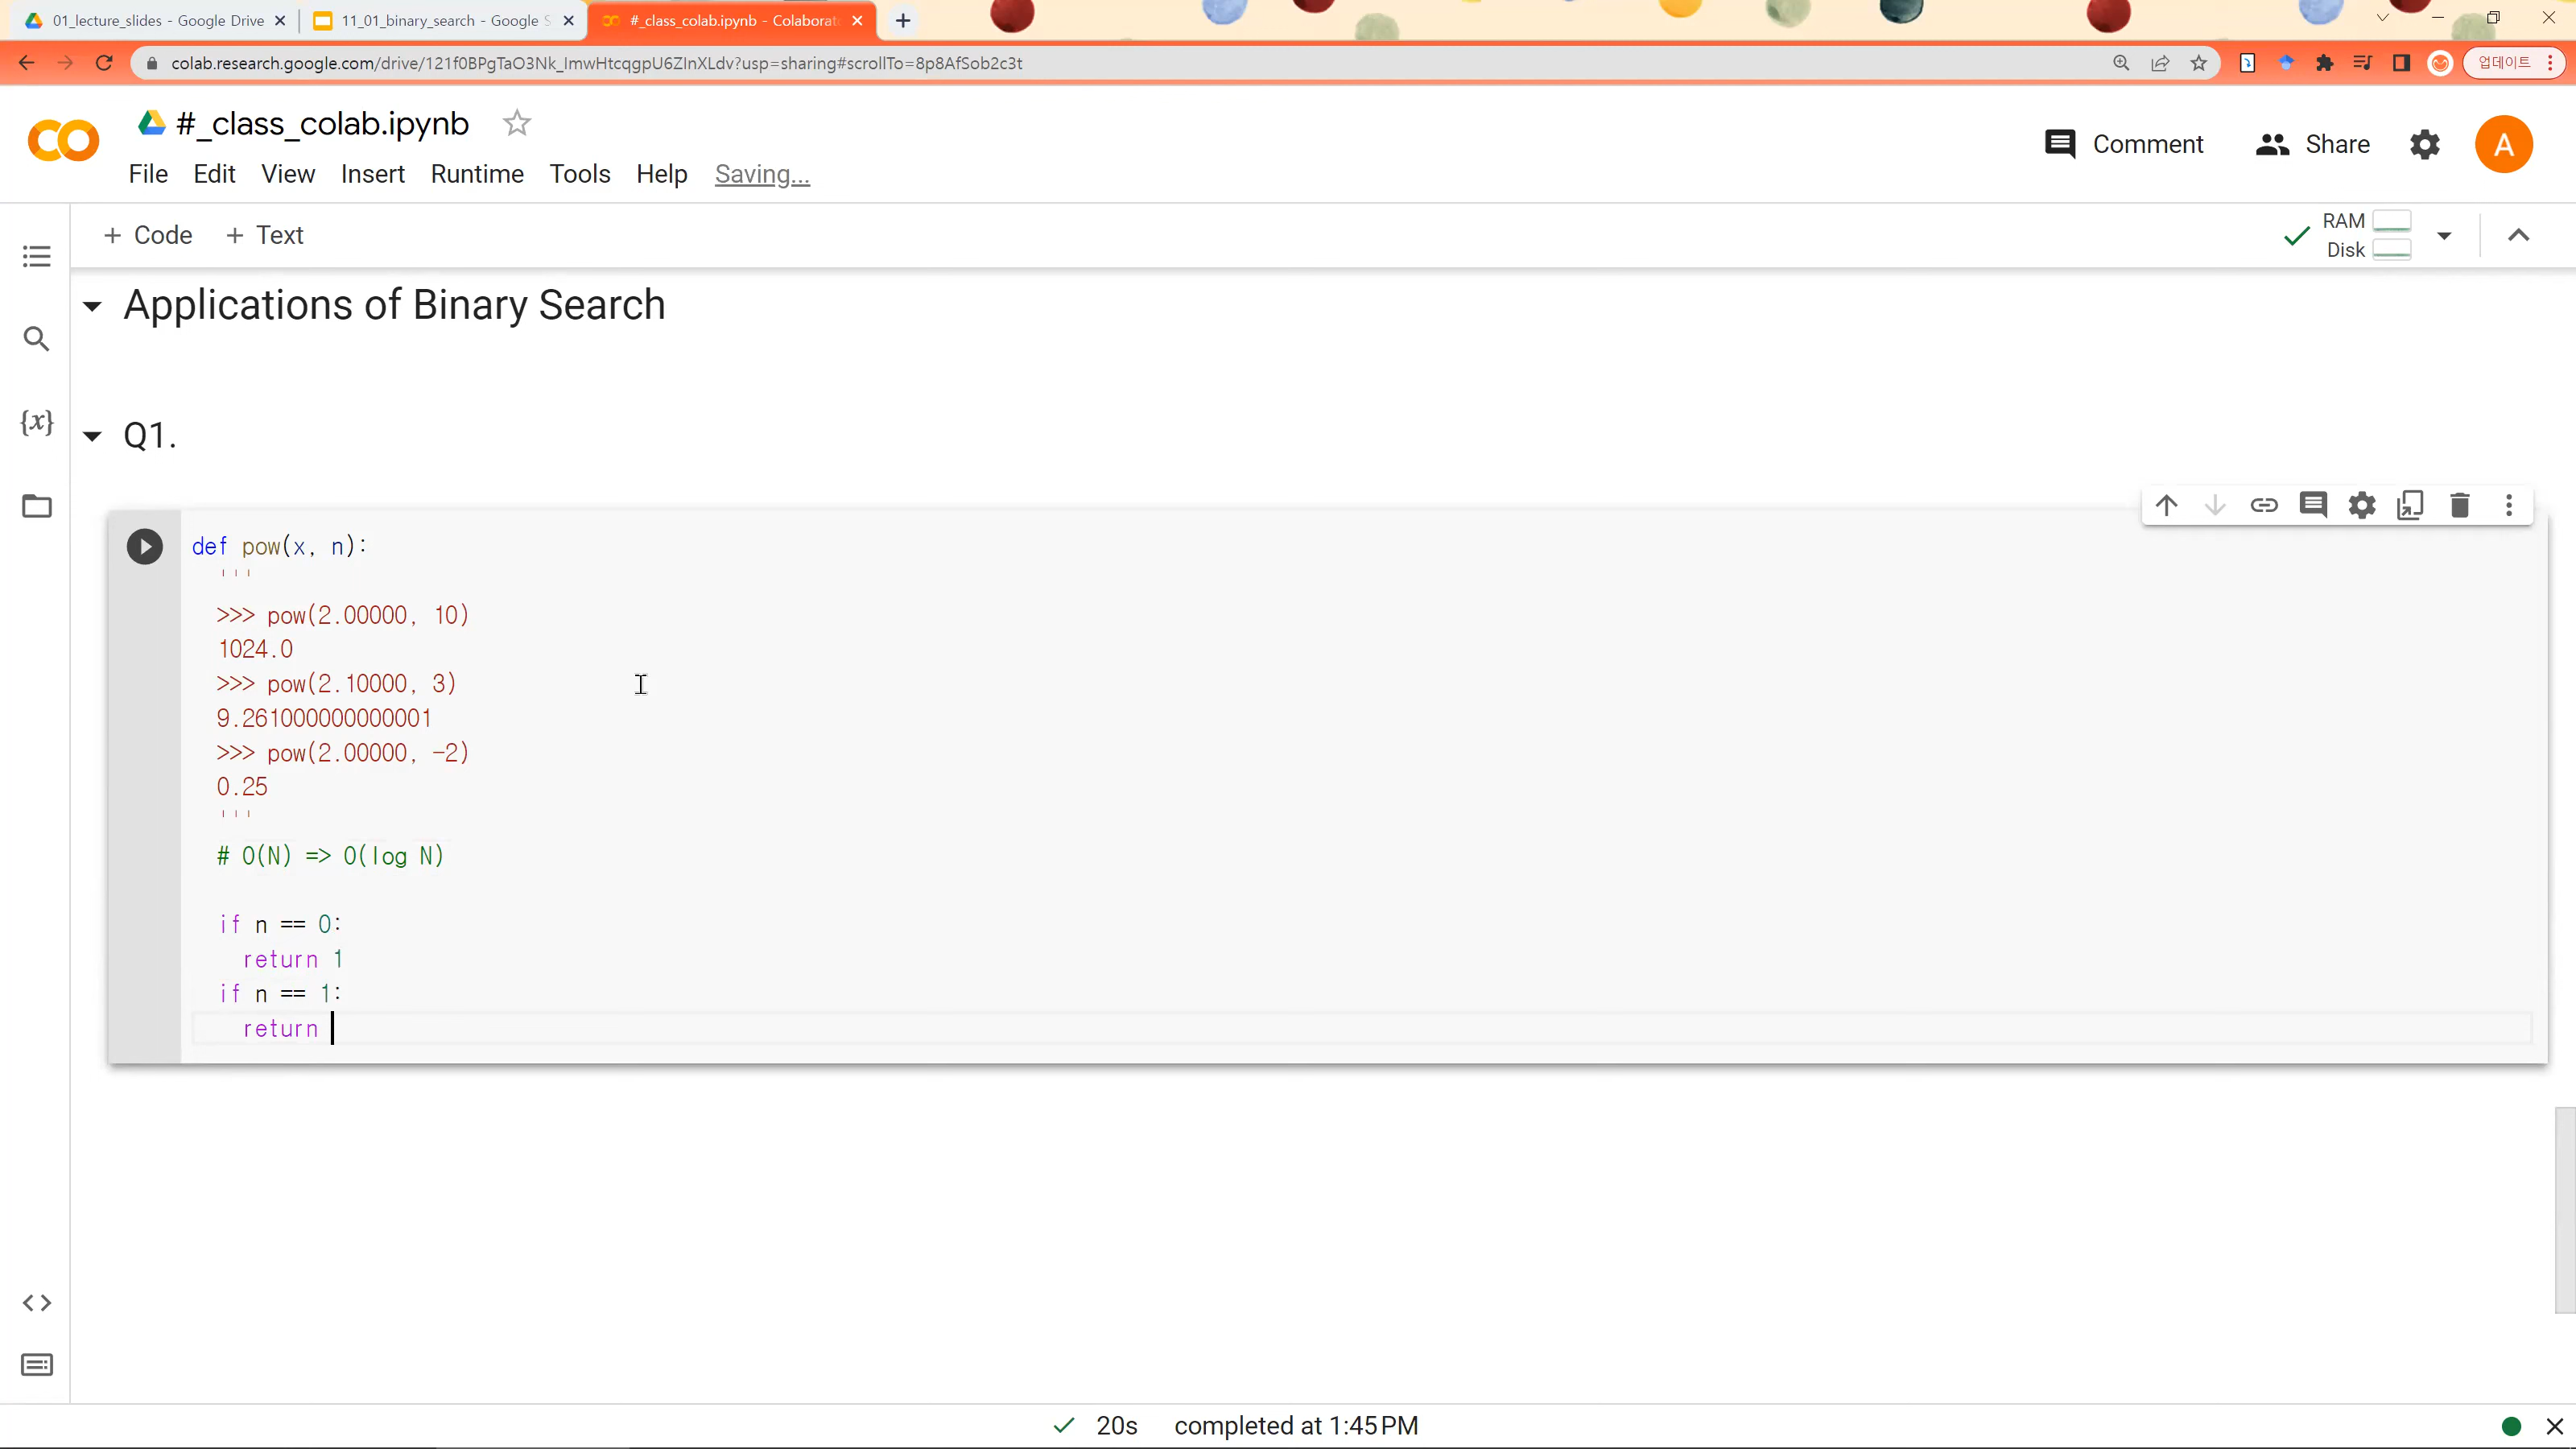 01_lecture_slides - Google Drive
11_01_binary_search - Google S
#_class_colab.ipynb - Colaborat
colab.research.google.com/drive/121f0BPgTaO3Nk_ImwHtcqgpU6ZInXLdv?usp=sharing#scrollTo=8p8AfSob2c3t
업데이트
#_class_colab.ipynb
Comment
Share
A
File Edit View Insert Runtime Tools Help Saving...
+ Code + Text
RAM
Disk
Applications of Binary Search
{x}
Q1.
def pow(x, n):
'''
>>> pow(2.00000, 10)
1024.0
>>> pow(2.10000, 3)
9.261000000000001
>>> pow(2.00000, -2)
0.25
'''
# O(N) => O(log N)
if n == 0:
return 1
if n == 1:
return
20s completed at 1:45 PM